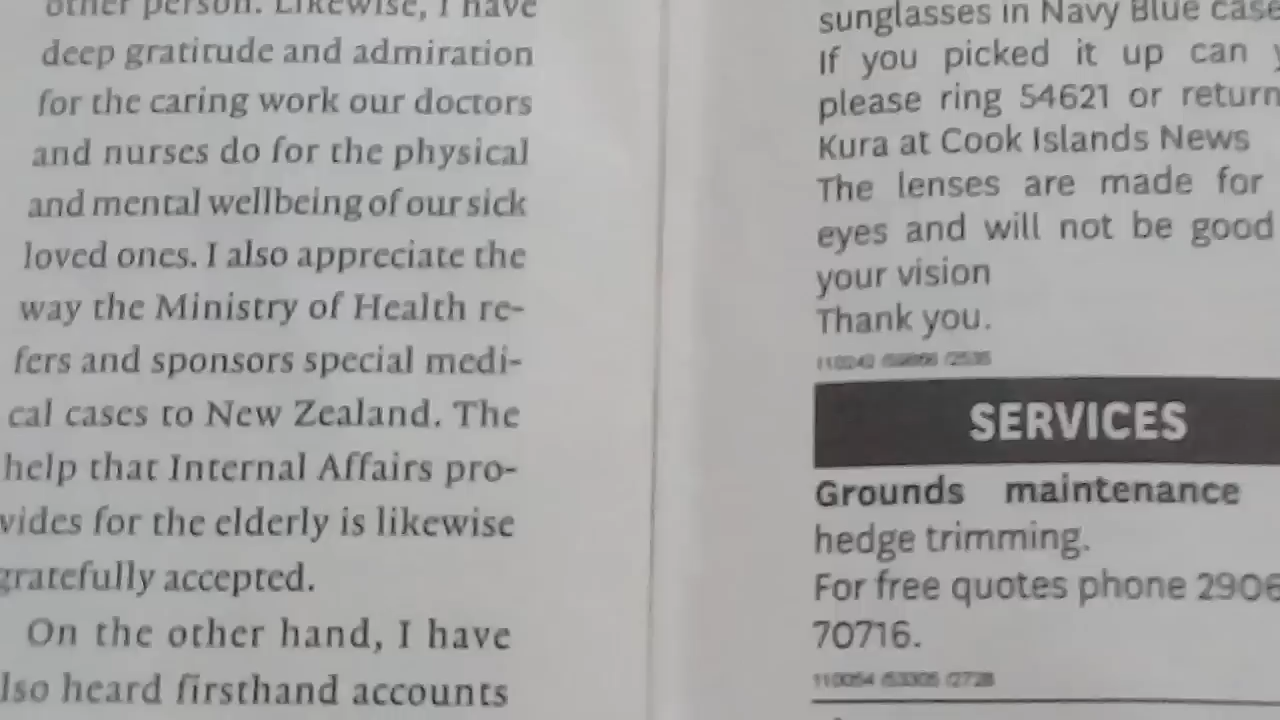 other person. Likewise, I have
deep gratitude and admiration
for the caring work our doctors
and nurses do for the physical
and mental wellbeing of our sick
loved ones. I also appreciate the
way the Ministry of Health re-
fers and sponsors special medi-
cal cases to New Zealand. The
help that Internal Affairs pro-
vides for the elderly is likewise
gratefully accepted.
On the other hand, I have
lso heard firsthand accounts
sunglasses in Navy Blue case
If you picked it up can
please ring 54621 or return
Kura at Cook Islands News
The lenses are made for
eyes and will not be good
your vision
Thank you.
SERVICES
Grounds maintenance
hedge trimming.
For free quotes phone 2906
70716.